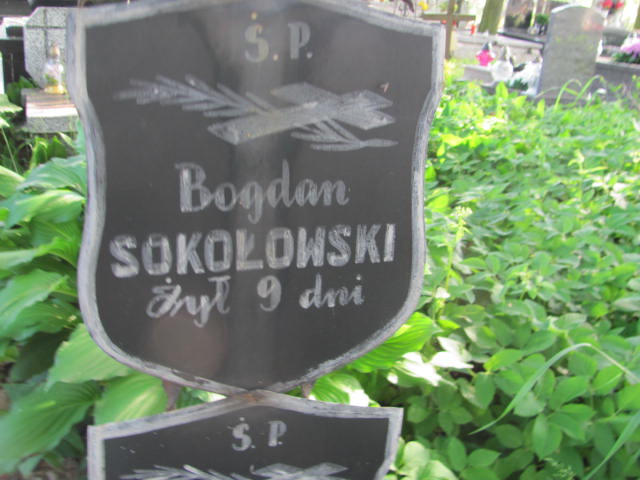 Ś. P.
Bogdan
SOKOŁOWSKI
żył 9 dni
Ś. P.